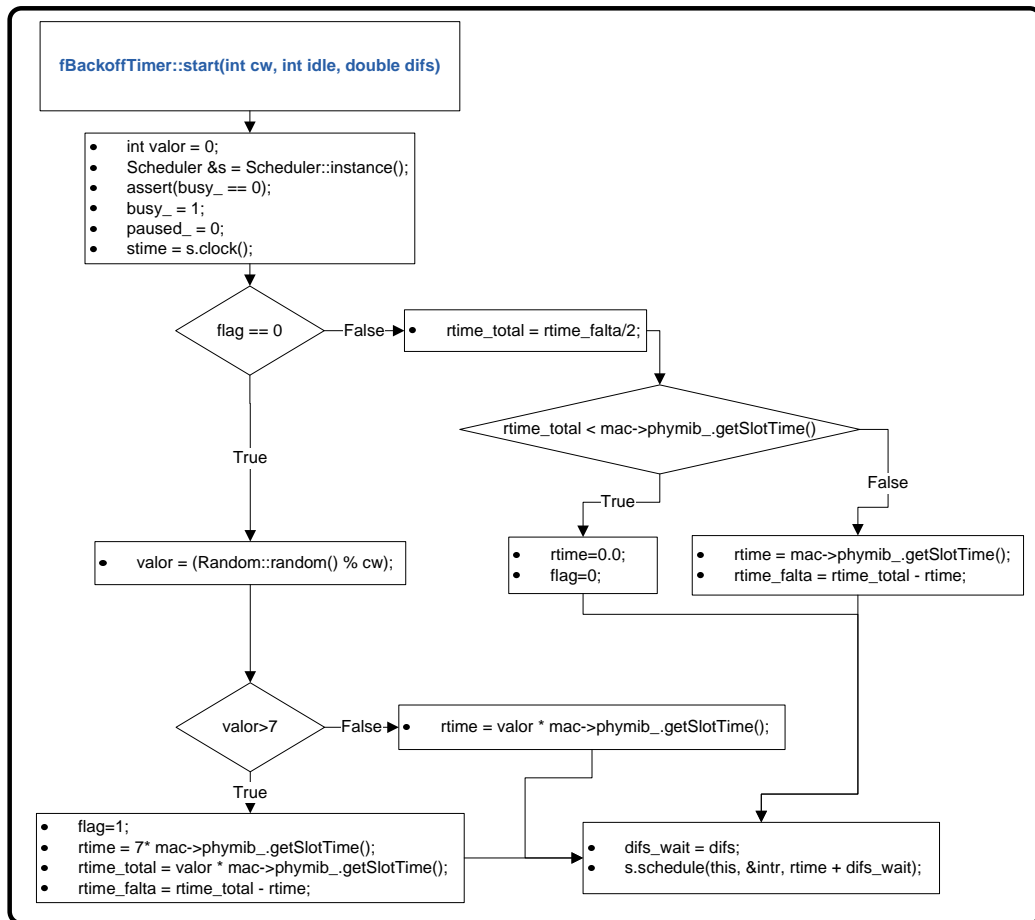 fBackoffTimer::start(int cw, int idle, double difs)
• int valor = 0;
• Scheduler &s = Scheduler::instance();
• assert(busy_ == 0);
• busy_ = 1;
• paused_ = 0;
• stime = s.clock();
flag == 0
False
• rtime_total = rtime_falta/2;
rtime_total < mac->phymib_.getSlotTime()
True
False
True
• rtime=0.0;
• flag=0;
• rtime = mac->phymib_.getSlotTime();
• rtime_falta = rtime_total - rtime;
• valor = (Random::random() % cw);
valor>7
False
• rtime = valor * mac->phymib_.getSlotTime();
True
• flag=1;
• rtime = 7* mac->phymib_.getSlotTime();
• rtime_total = valor * mac->phymib_.getSlotTime();
• rtime_falta = rtime_total - rtime;
• difs_wait = difs;
• s.schedule(this, &intr, rtime + difs_wait);